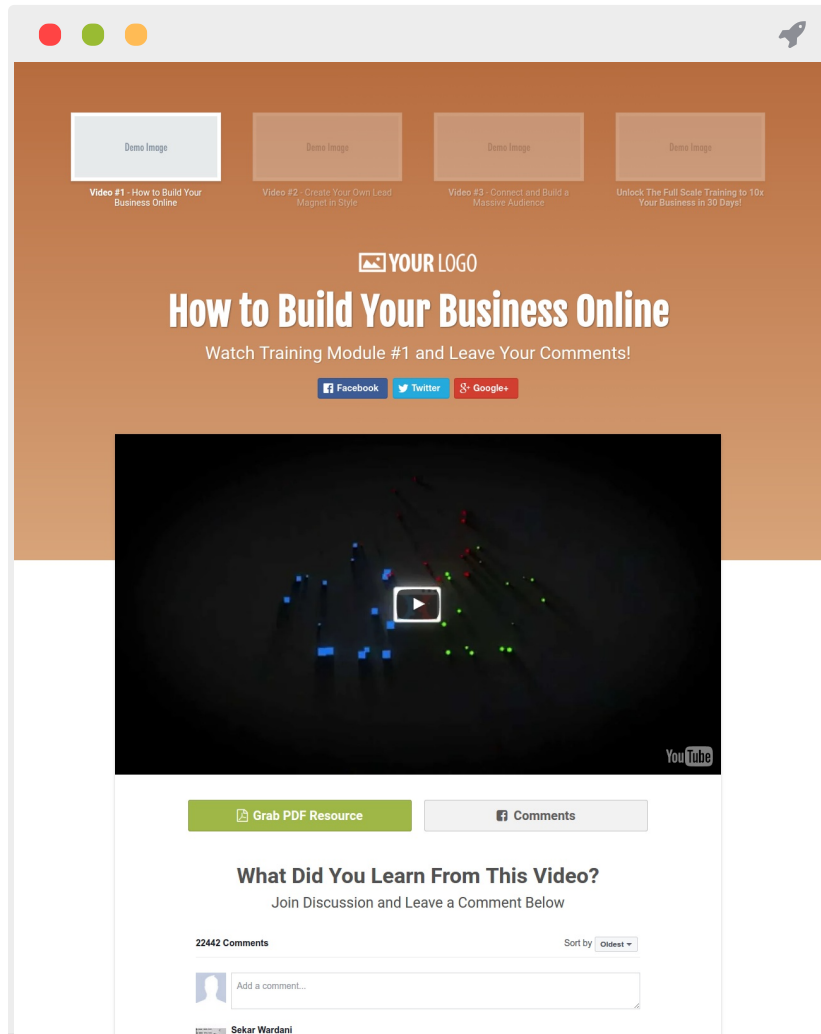 Demo Image
Demo Image
Demo Image
Demo Image
Video #1 - How to Build Your
Business Online
Video #2 - Create Your Own Lead
Magnet in Style
Video #3 - Connect and Build a
Massive Audience
Unlock The Full Scale Training to 10x
Your Business in 30 Days!
YOUR LOGO
How to Build Your Business Online
Watch Training Module #1 and Leave Your Comments!
Facebook
Twitter
Google+
YouTube
Grab PDF Resource
Comments
What Did You Learn From This Video?
Join Discussion and Leave a Comment Below
22442 Comments
Sort by Oldest
Add a comment...
Sekar Wardani